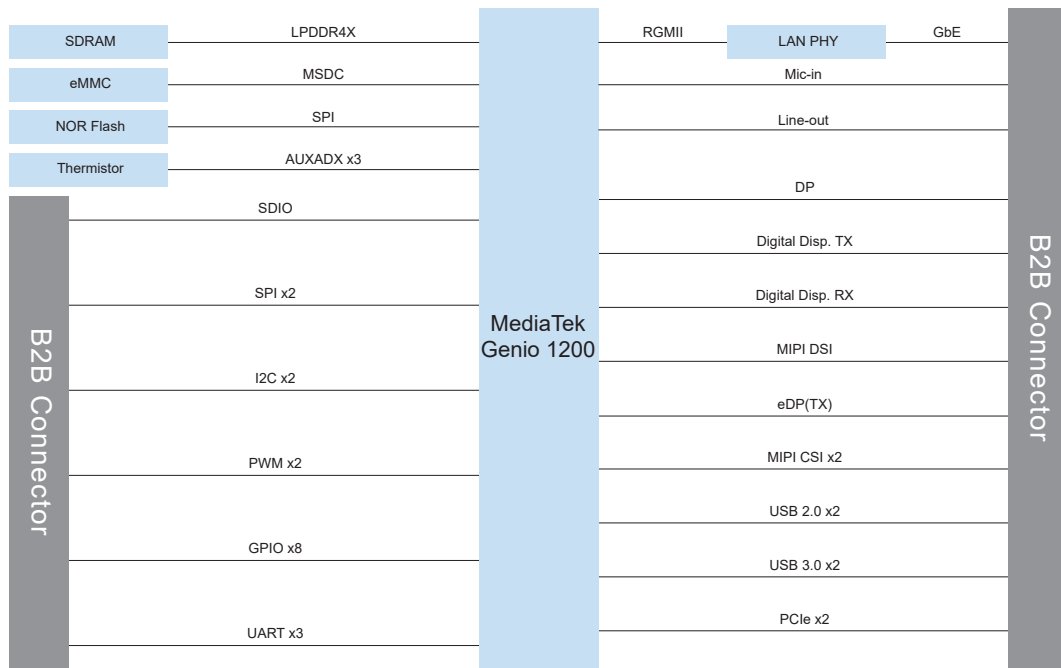 SDRAM
LPDDR4X
eMMC
MSDC
NOR Flash
SPI
Thermistor
AUXADX x3
B2B Connector
SDIO
SPI x2
I2C x2
PWM x2
GPIO x8
UART x3
MediaTek
Genio 1200
RGMII
LAN PHY
GbE
Mic-in
Line-out
DP
Digital Disp. TX
Digital Disp. RX
MIPI DSI
eDP(TX)
MIPI CSI x2
USB 2.0 x2
USB 3.0 x2
PCIe x2
B2B Connector